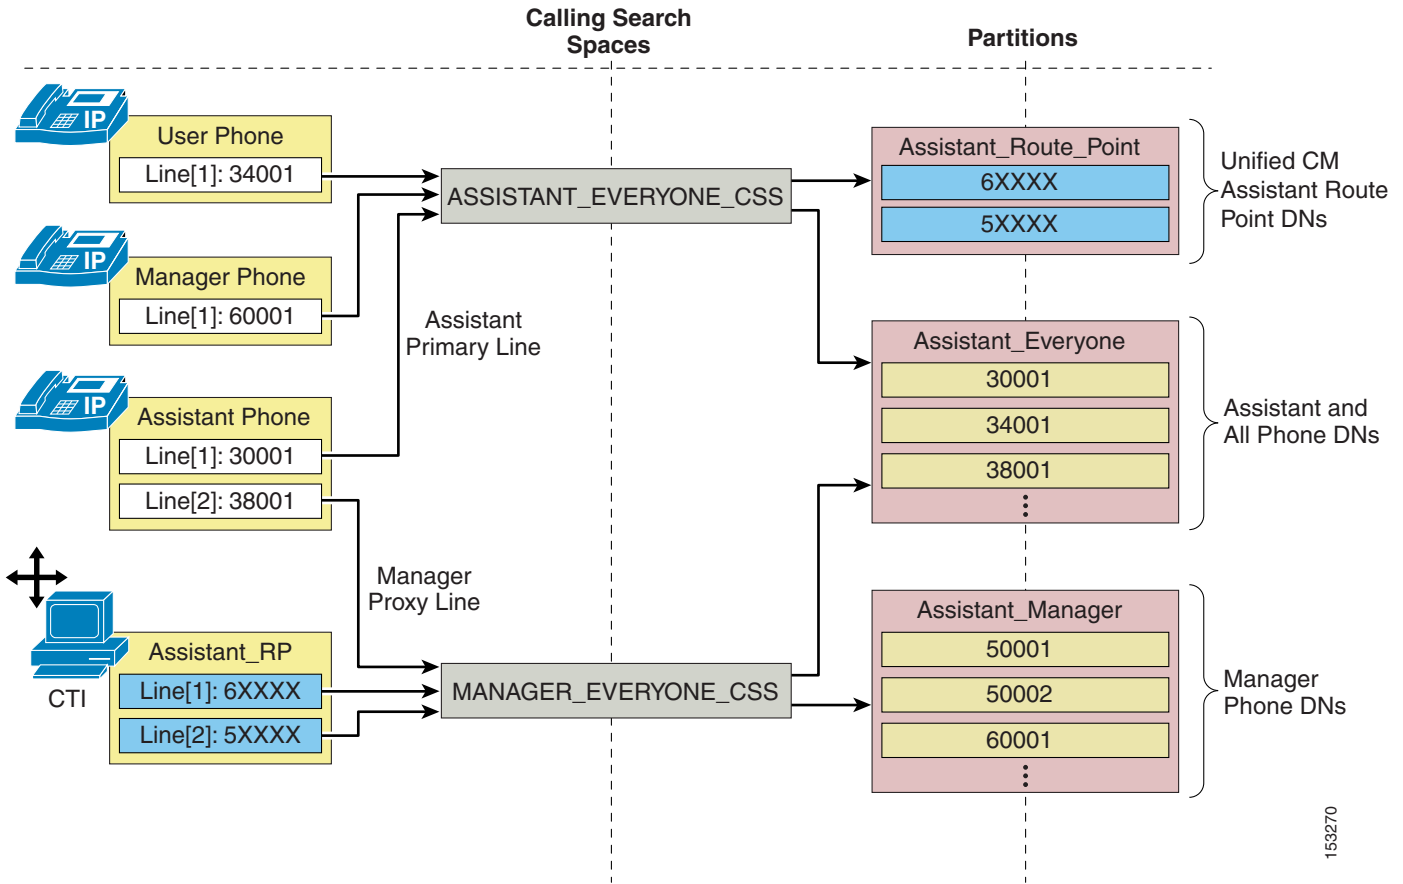 Calling Search
Spaces
Partitions
IP
User Phone
Line[1]: 34001
IP
Manager Phone
Line[1]: 60001
IP
Assistant Phone
Line[1]: 30001
Line[2]: 38001
CTI
Assistant_RP
Line[1]: 6XXXX
Line[2]: 5XXXX
Assistant
Primary Line
Manager
Proxy Line
ASSISTANT_EVERYONE_CSS
MANAGER_EVERYONE_CSS
Assistant_Route_Point
6XXXX
5XXXX
Unified CM
Assistant Route
Point DNs
Assistant_Everyone
30001
34001
38001
Assistant and
All Phone DNs
Assistant_Manager
50001
50002
60001
Manager
Phone DNs
153270